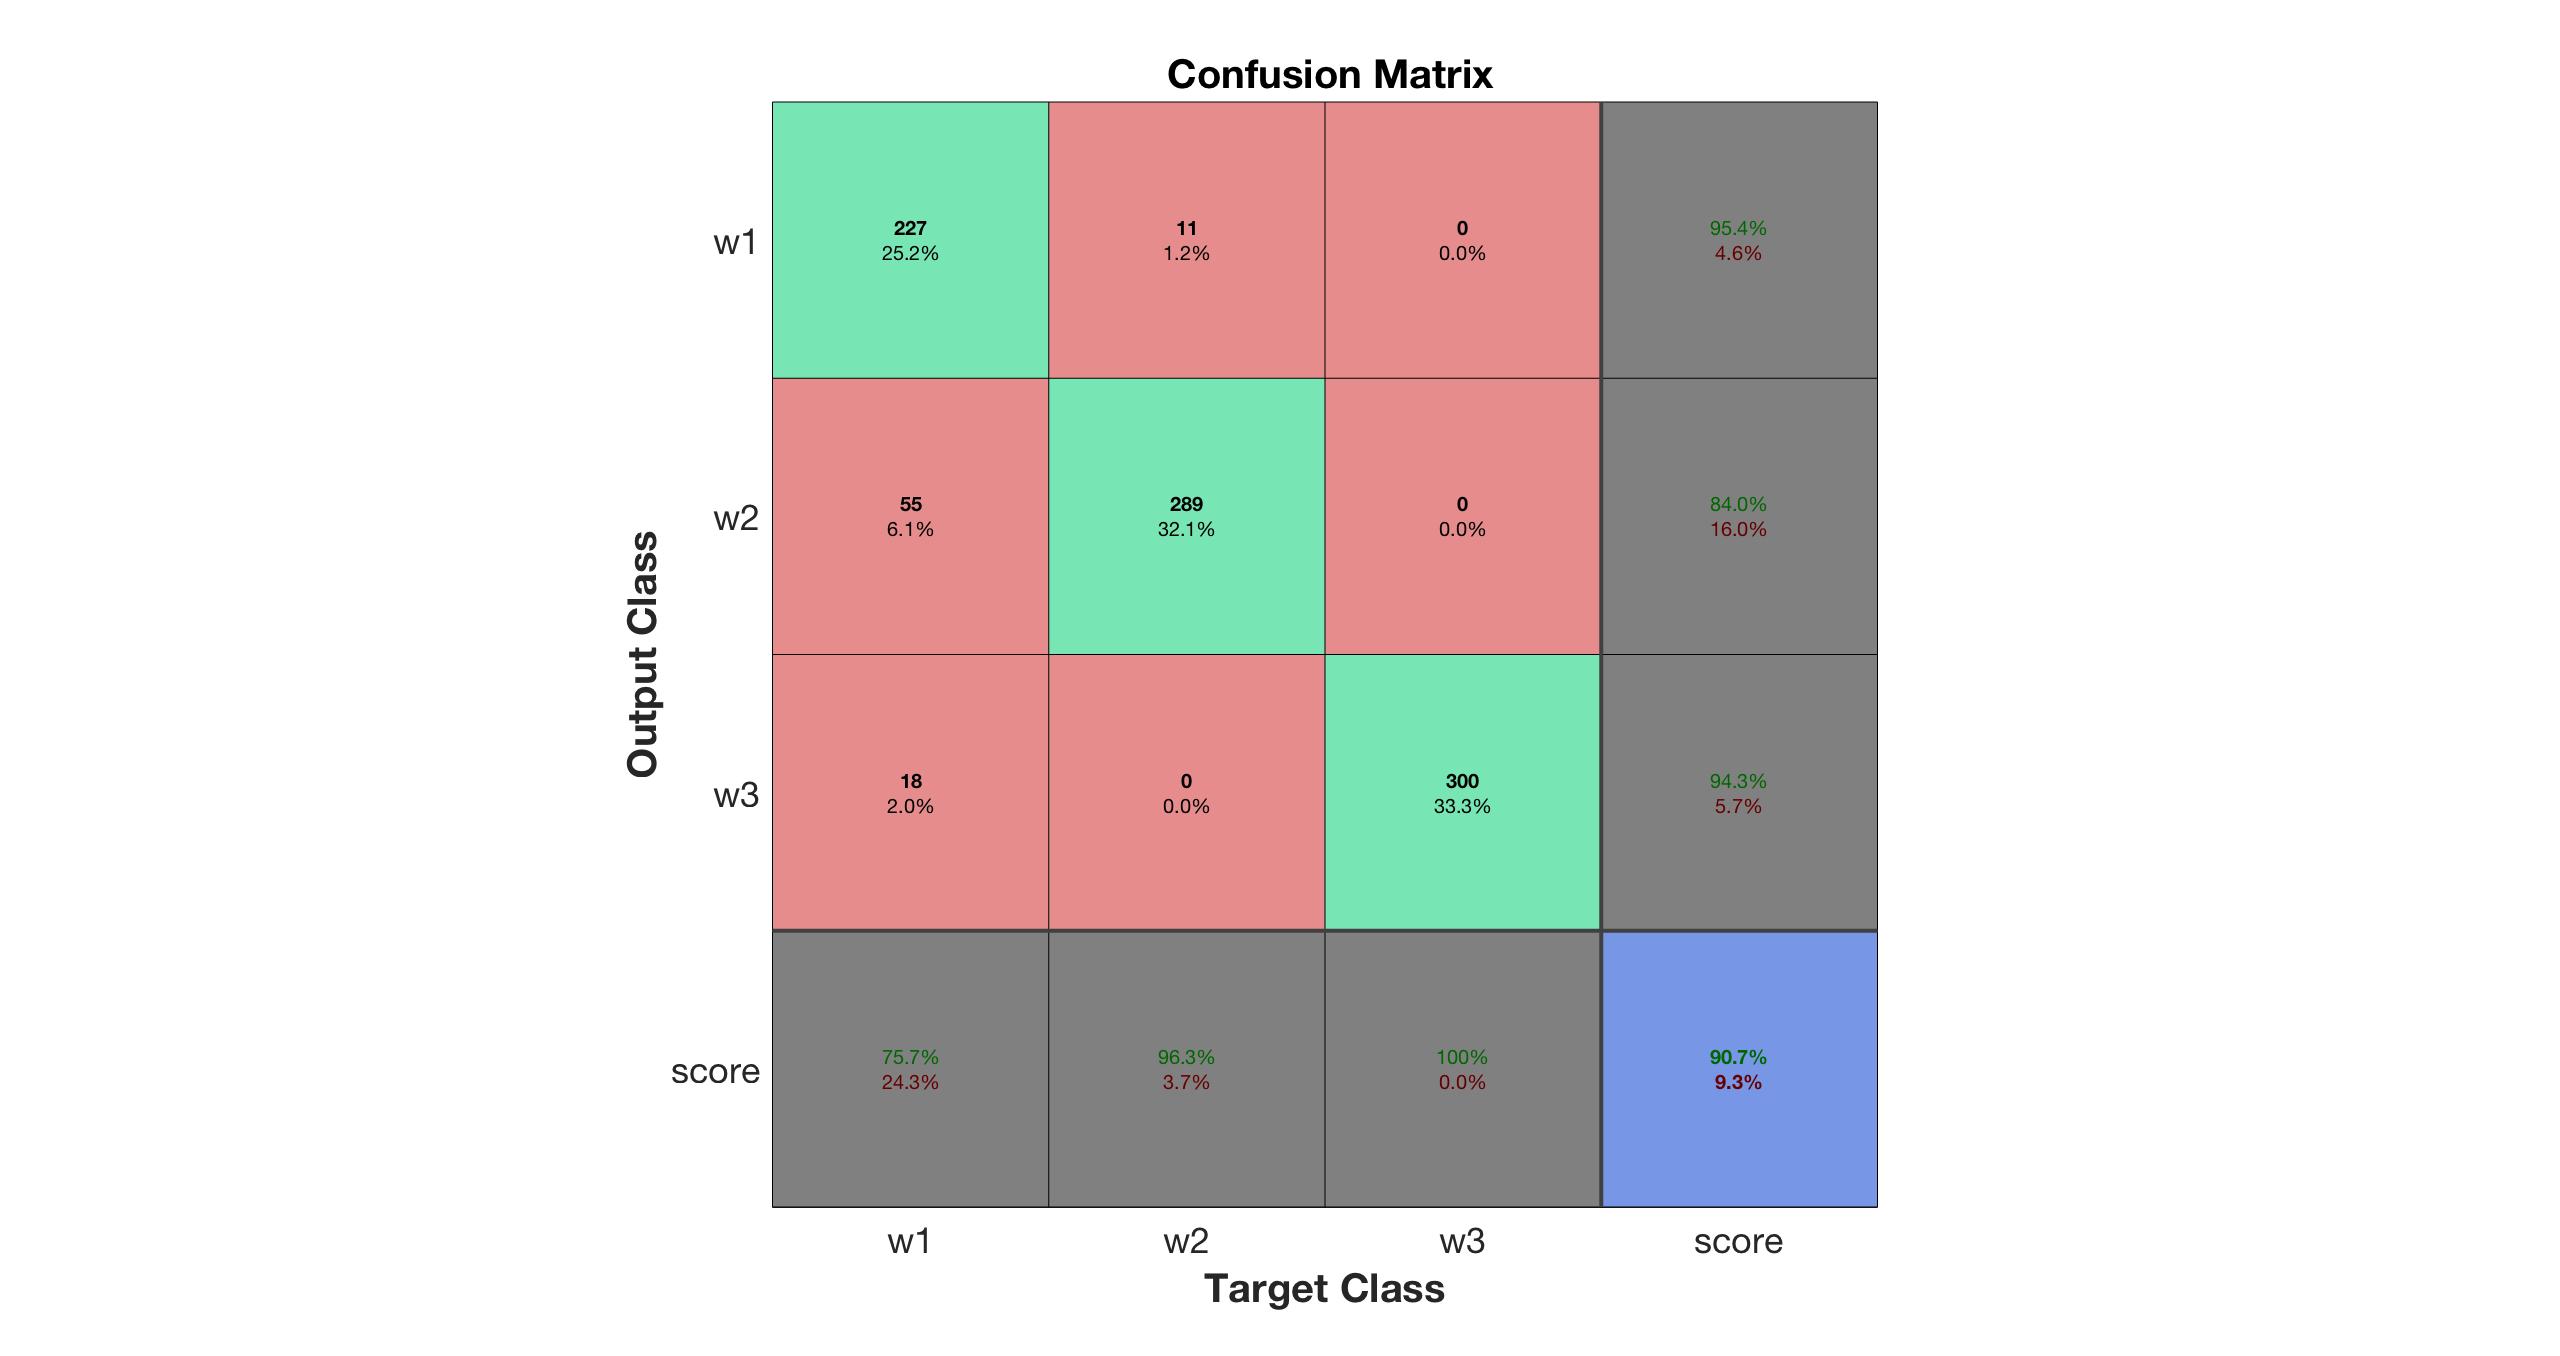 Confusion Matrix
227
25.2%
11
1.2%
0
0.0%
95.4%
4.6%
w1
55
6.1%
289
32.1%
0
0.0%
84.0%
16.0%
w2
18
2.0%
0
0.0%
300
33.3%
94.3%
5.7%
w3
75.7%
24.3%
96.3%
3.7%
100%
0.0%
90.7%
9.3%
score
Output Class
w1
w2
w3
score
Target Class